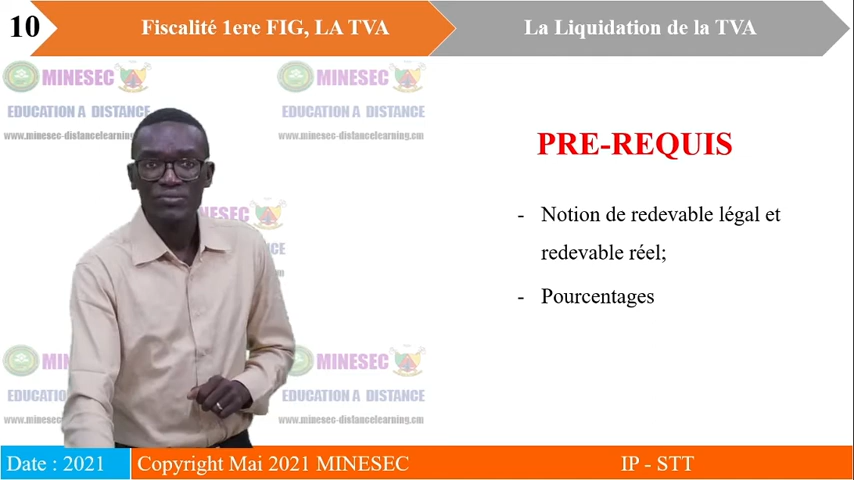 10
Fiscalité 1ere FIG, LA TVA
La Liquidation de la TVA
MINESEC
EDUCATION A DISTANCE
www.minesec-distancelearning.cm
MINESEC
EDUCATION A DISTANCE
www.minesec-distancelearning.cm
PRE-REQUIS
- Notion de redevable légal et
redevable réel;
- Pourcentages
MINESEC
EDUCATION A DISTANCE
www.minesec-distancelearning.cm
Date : 2021
Copyright Mai 2021 MINESEC
IP - STT